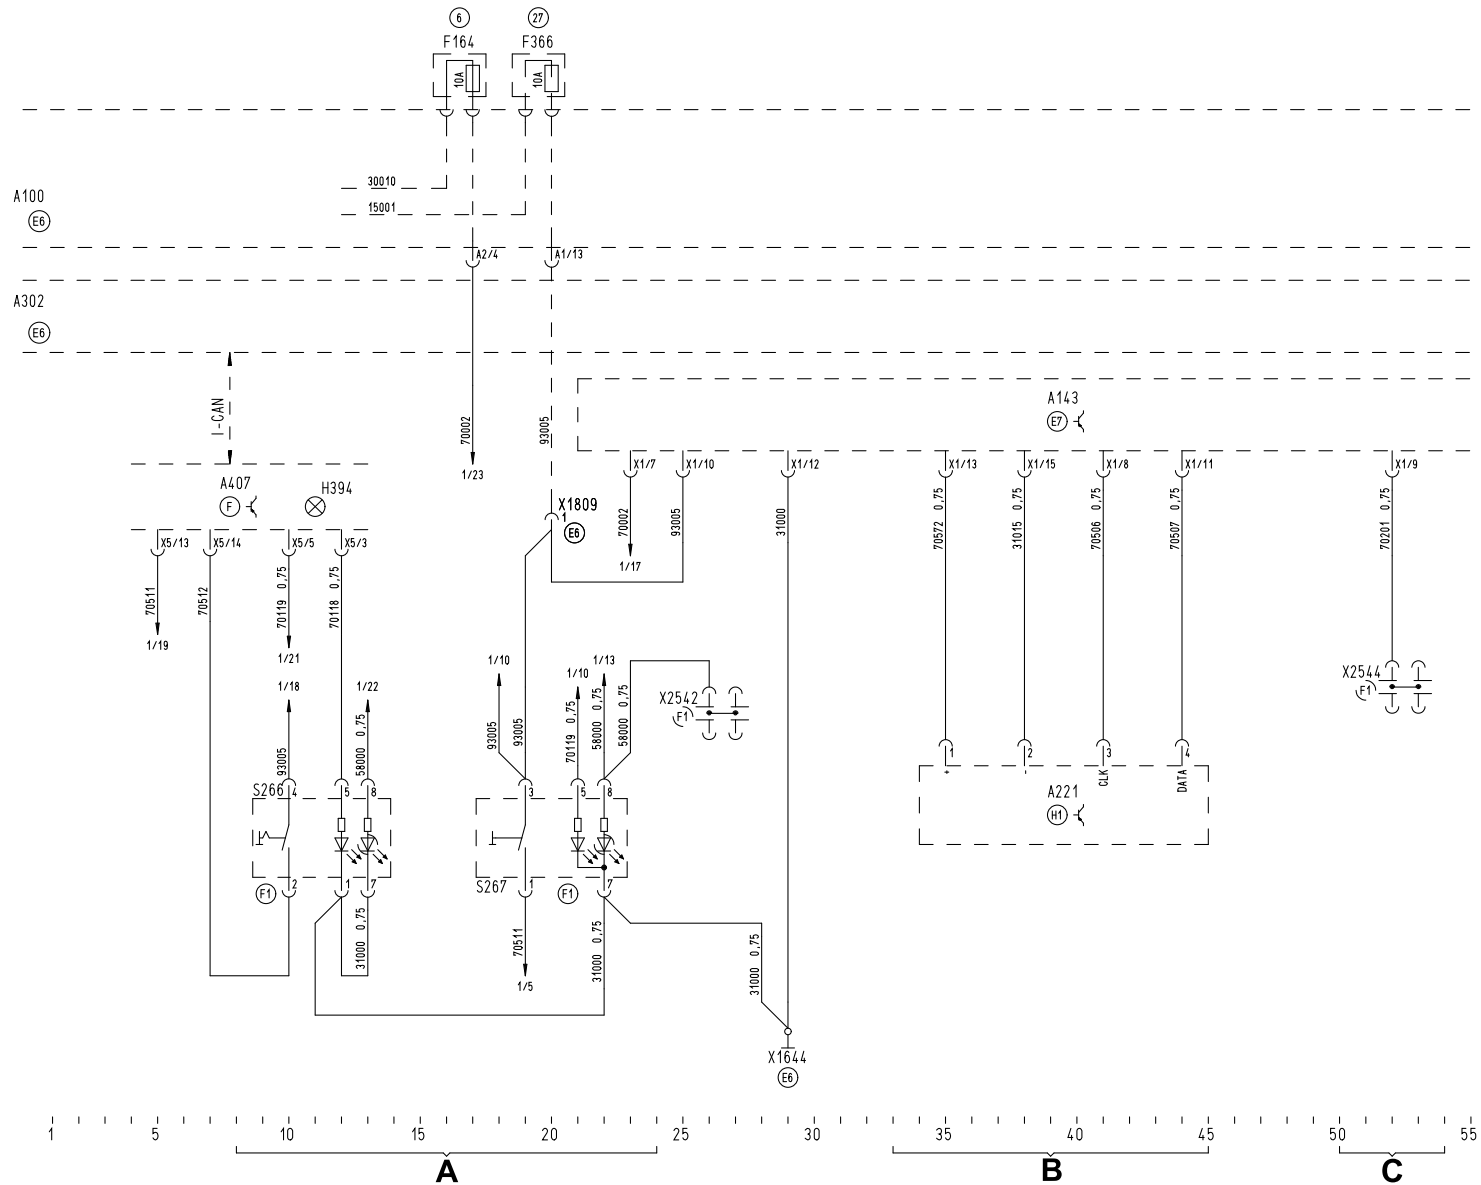 6 27
F164 F366
10A 10A
30010
15001
A100
E6
A2/4 A1/13
A302
E6
I-CAN
70002
93005
1/23
A143
E7
X1/7 X1/10 X1/12 X1/13 X1/15 X1/8 X1/11 X1/9
A407 H394
F
X1809
1
E6
X5/13 X5/14 X5/5 X5/3
70002 93005 31000 70572 0,75 31015 0,75 70506 0,75 70507 0,75 70201 0,75
1/17
70511 70512 70119 0,75 70118 0,75
1/19 1/21
1/18 1/22
1/10 1/10 1/13
93005 58000 0,75 93005 93005 70119 0,75 58000 0,75 58000 0,75
X2542
F1
X2544
F1
S266 4 5 8 3 5 8
1 2 3 4
+ - CLK DATA
A221
H1
F1 2 1 7 S267 1 F1 7
31000 0,75 70511 31000 0,75 31000 0,75
1/5
X1644
E6
1 5 10 15 20 25 30 35 40 45 50 55
A B C